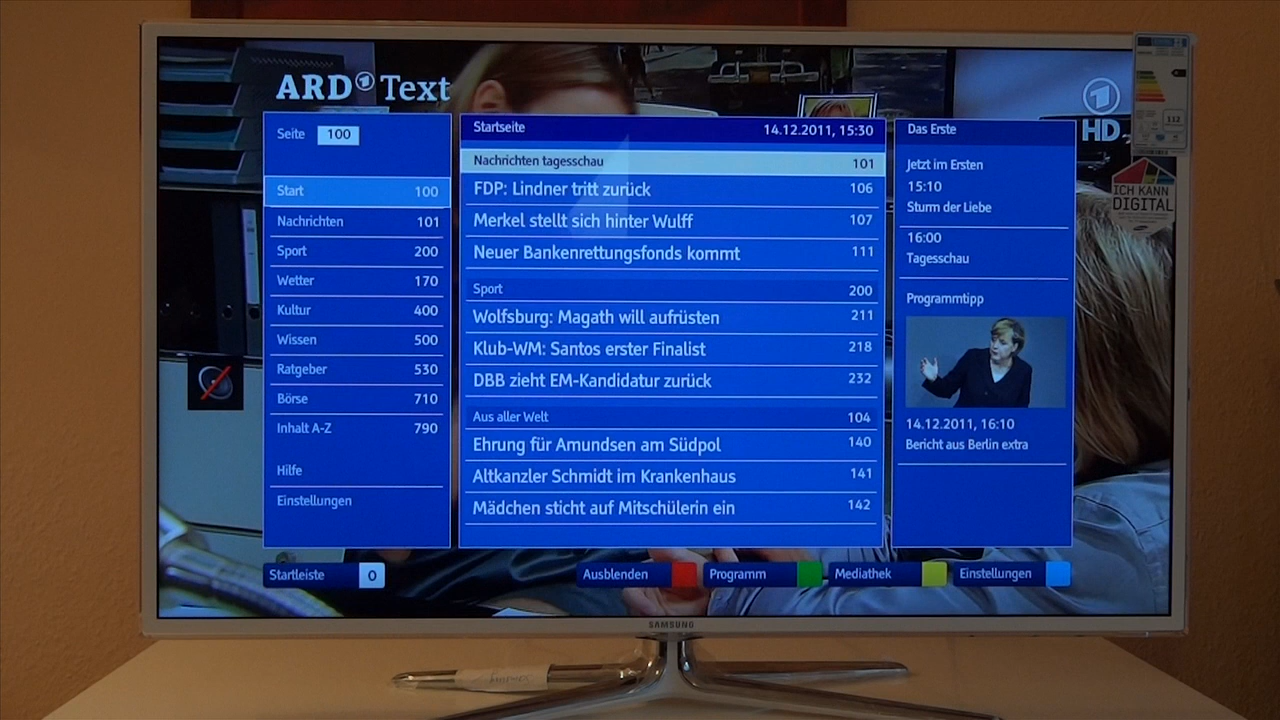 ARD Text
Seite 100
Start 100
Nachrichten 101
Sport 200
Wetter 170
Kultur 400
Wissen 500
Ratgeber 530
Börse 710
Inhalt A-Z 790
Hilfe
Einstellungen
Startseite 14.12.2011, 15:30
Nachrichten tagesschau 101
FDP: Lindner tritt zurück 106
Merkel stellt sich hinter Wulff 107
Neuer Bankenrettungsfonds kommt 111
Sport 200
Wolfsburg: Magath will aufrüsten 211
Klub-WM: Santos erster Finalist 218
DBB zieht EM-Kandidatur zurück 232
Aus aller Welt 104
Ehrung für Amundsen am Südpol 140
Altkanzler Schmidt im Krankenhaus 141
Mädchen sticht auf Mitschülerin ein 142
Das Erste
Jetzt im Ersten
15:10
Sturm der Liebe
16:00
Tagesschau
Programmtipp
14.12.2011, 16:10
Bericht aus Berlin extra
1
HD
112
ICH KANN
DIGITAL
Startleiste 0
Ausblenden
Programm
Mediathek
Einstellungen
SAMSUNG